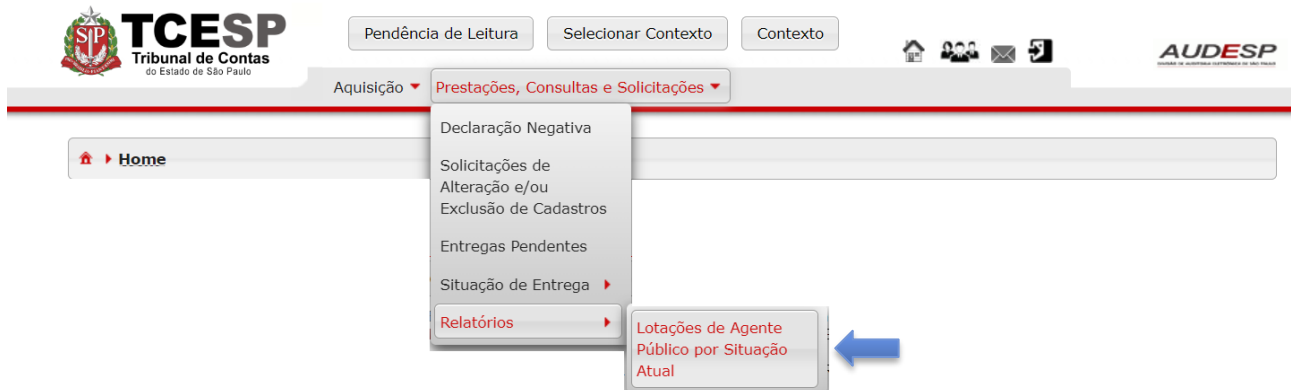 TCESP
Tribunal de Contas
do Estado de São Paulo
SP
Pendência de Leitura
Selecionar Contexto
Contexto
AUDESP
Aquisição
Prestações, Consultas e Solicitações
Home
Declaração Negativa
Solicitações de
Alteração e/ou
Exclusão de Cadastros
Entregas Pendentes
Situação de Entrega
Relatórios
Lotações de Agente
Público por Situação
Atual